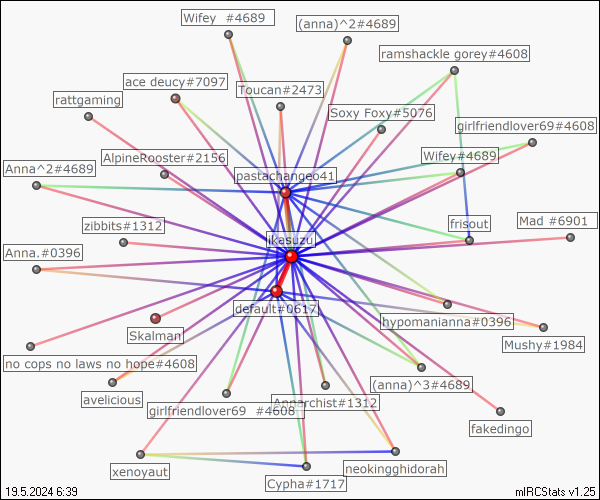 Wifey  #4689
(anna)^2#4689
ramshackle gorey#4608
ace deucy#7097
Toucan#2473
rattgaming
Soxy Foxy#5076
girlfriendlover69#4608
AlpineRooster#2156
Wifey#4689
Anna^2#4689
pastachangeo41
zibbits#1312
frisout
Mad #6901
ikasuzu
Anna.#0396
default#0617
hypomanianna#0396
Skalman
Mushy#1984
no cops no laws no hope#4608
(anna)^3#4689
avelicious
girlfriendlover69  #4608
Annarchist#1312
fakedingo
xenoyaut
neokingghidorah
Cypha#1717
19.5.2024 6:39
mIRCStats v1.25